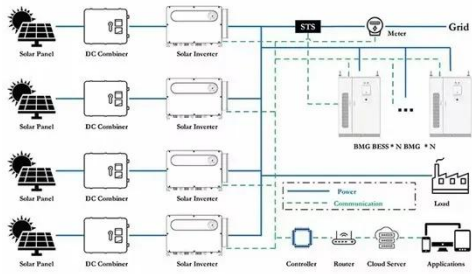 STS
Meter
Grid
Solar Panel
DC Combiner
Solar Inverter
BMG BESS * N BMG * N
Solar Panel
DC Combiner
Solar Inverter
Solar Panel
DC Combiner
Solar Inverter
Power
Communication
Load
Solar Panel
DC Combiner
Solar Inverter
Controller
Router
Cloud Server
Applications